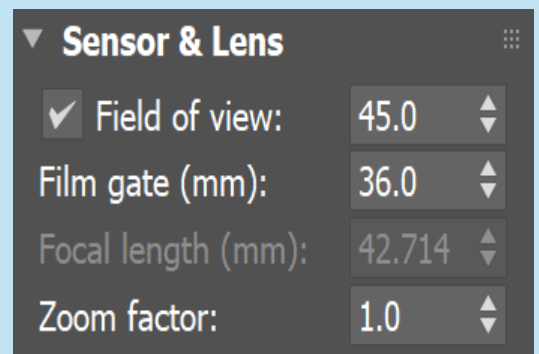 Sensor & Lens
Field of view: 45.0
Film gate (mm): 36.0
Focal length (mm): 42.714
Zoom factor: 1.0